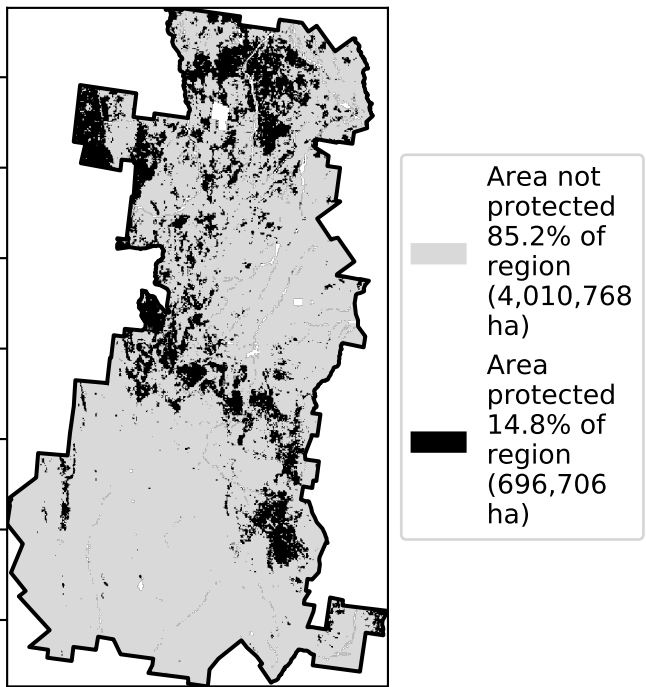 Area not
protected
85.2% of
region
(4,010,768
ha)
Area
protected
14.8% of
region
(696,706
ha)